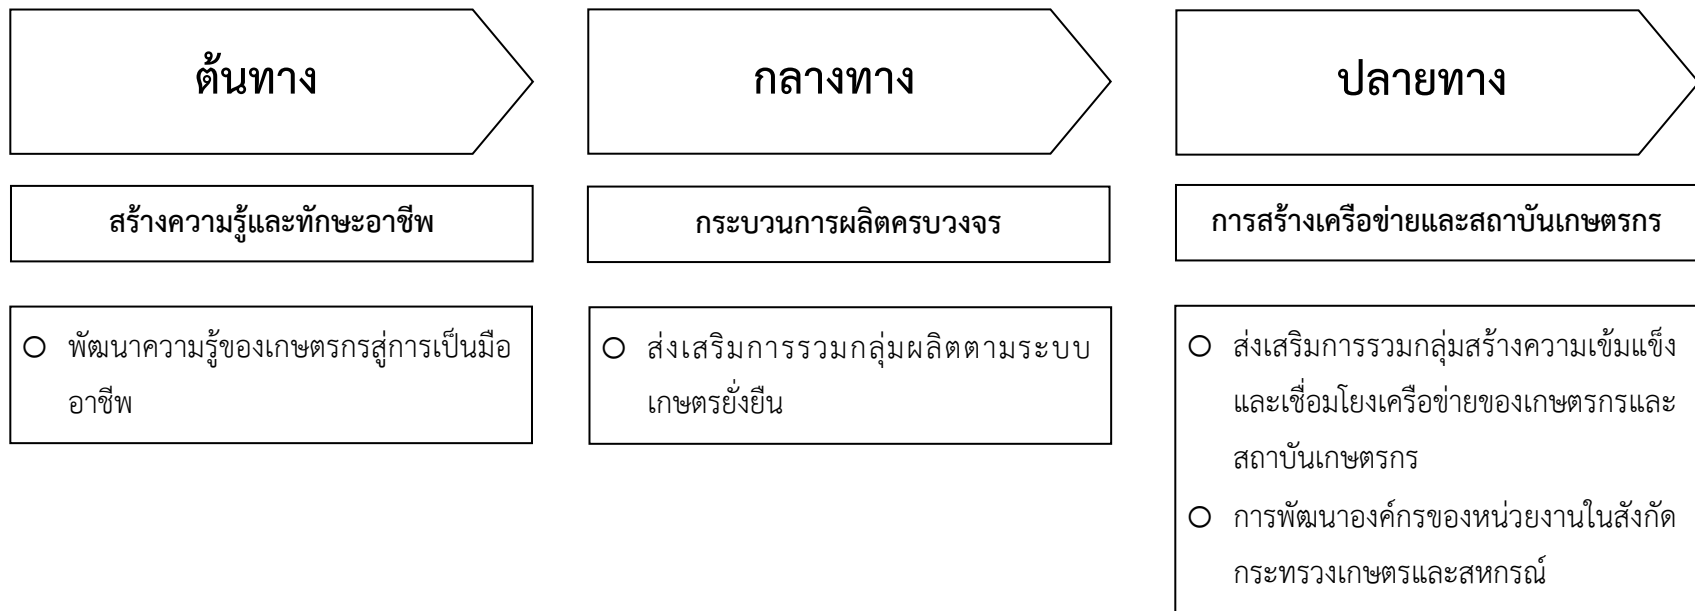 ต้นทาง
กลางทาง
ปลายทาง
สร้างความรู้และทักษะอาชีพ
กระบวนการผลิตครบวงจร
การสร้างเครือข่ายและสถาบันเกษตรกร
พัฒนาความรู้ของเกษตรกรสู่การเป็นมือ
อาชีพ
ส่งเสริมการรวมกลุ่มผลิตตามระบบ
เกษตรยั่งยืน
ส่งเสริมการรวมกลุ่มสร้างความเข้มแข็ง
และเชื่อมโยงเครือข่ายของเกษตรกรและ
สถาบันเกษตรกร
การพัฒนาองค์กรของหน่วยงานในสังกัด
กระทรวงเกษตรและสหกรณ์